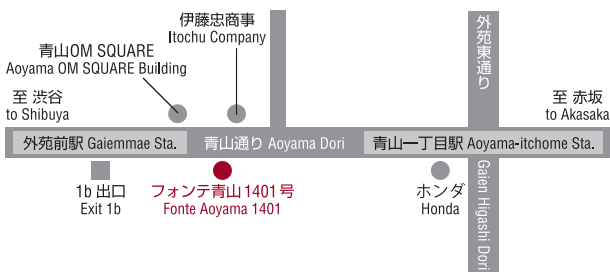 伊藤忠商事
Itochu Company
青山OM SQUARE
Aoyama OM SQUARE Building
外苑東通り
至 渋谷
to Shibuya
至 赤坂
to Akasaka
外苑前駅 Gaiemmae Sta.
青山通り Aoyama Dori
青山一丁目駅 Aoyama-itchome Sta.
1b 出口
Exit 1b
フォンテ青山1401号
Fonte Aoyama 1401
ホンダ
Honda
Gaien Higashi Dori